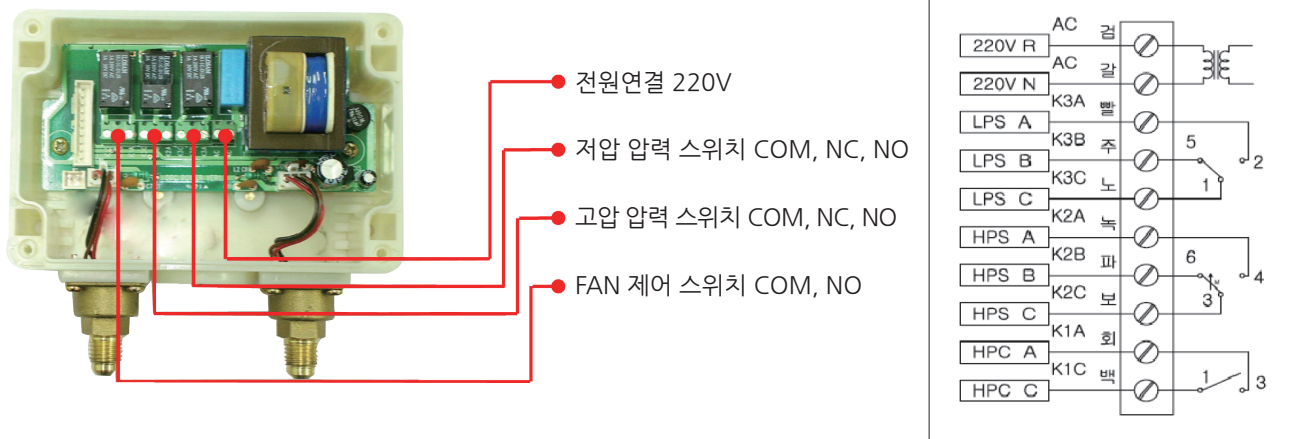 전원연결 220V
저압 압력 스위치 COM, NC, NO
고압 압력 스위치 COM, NC, NO
FAN 제어 스위치 COM, NO
220V R AC 검
220V N AC 갈
LPS A K3A 빨
LPS B K3B 주
LPS C K3C 노
HPS A K2A 녹
HPS B K2B 파
HPS C K2C 보
HPC A K1A 회
HPC C K1C 백
5
2
1
6
4
3
1
3